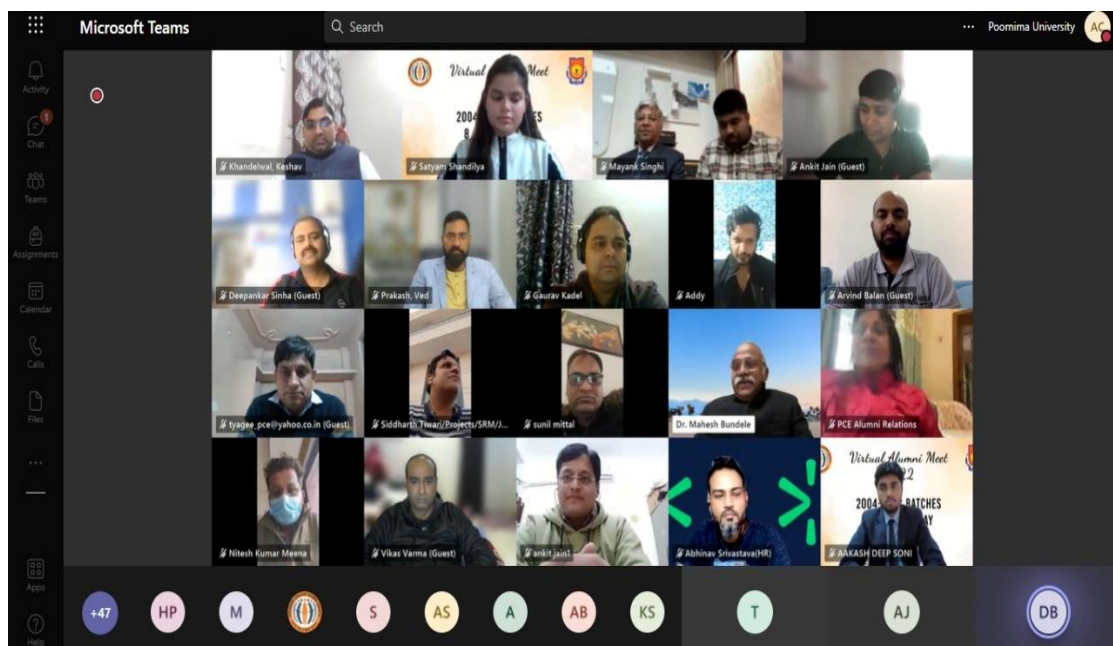 Microsoft Teams
Search
...
Poornima University
AC
Activity
1
Chat
Teams
Assignments
Calendar
Calls
Files
...
Apps
Help
Khandelwal, Keshav
Virtual Meet
2004 ES
8
Satyam Shandilya
Mayank Singhi
Ankit Jain (Guest)
Deepankar Sinha (Guest)
Prakash, Ved
Gaurav Kadel
Addy
Arvind Balan (Guest)
tyagee_pce@yahoo.co.in (Guest)
Siddharth Tiwari/Projects/SRM/J...
sunil mittal
Dr. Mahesh Bundele
PCE Alumni Relations
Nitesh Kumar Meena
Vikas Varma (Guest)
ankit.jain1
Abhinav Srivastava(HR)
Virtual Alumni Meet
22
2004- BATCHES
AY
AAKASH DEEP SONI
+47
HP
M
S
AS
A
AB
KS
T
AJ
DB